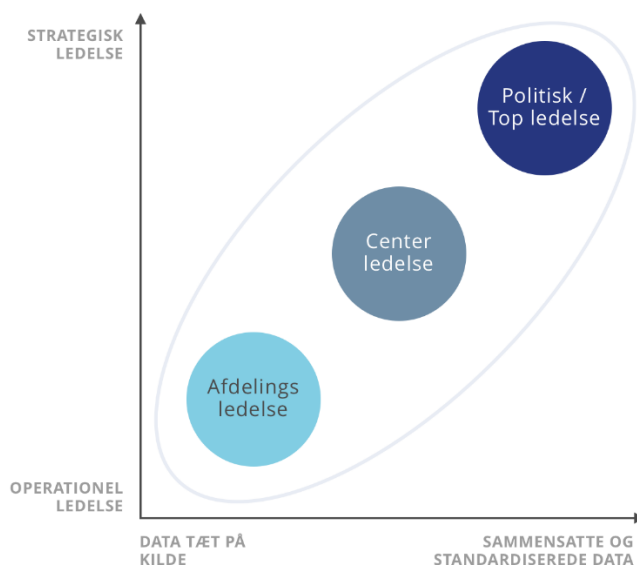 STRATEGISK
LEDELSE
Politisk /
Top ledelse
Center
ledelse
Afdelings
ledelse
OPERATIONEL
LEDELSE
DATA TÆT PÅ
KILDE
SAMMENSATTE OG
STANDARDISEREDE DATA